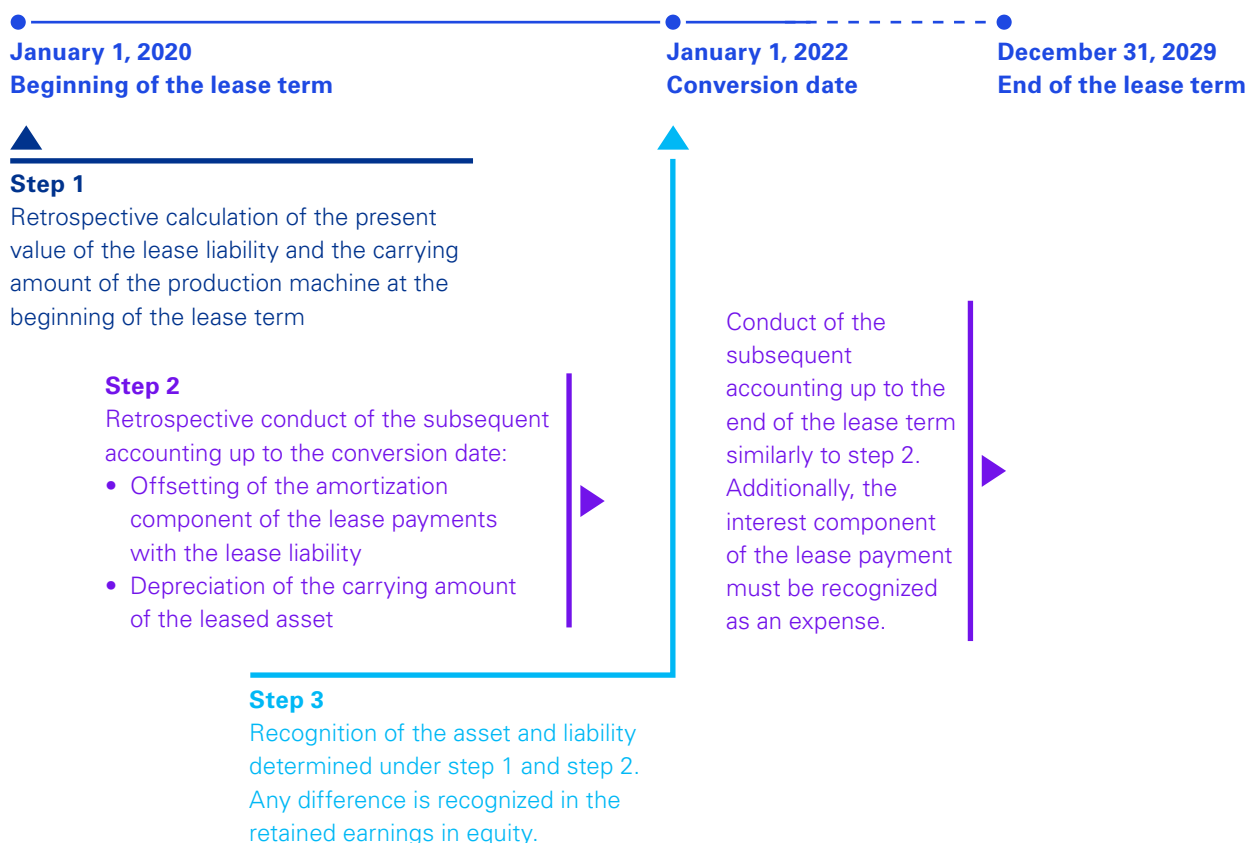 January 1, 2020
Beginning of the lease term
January 1, 2022
Conversion date
December 31, 2029
End of the lease term
Step 1
Retrospective calculation of the present
value of the lease liability and the carrying
amount of the production machine at the
beginning of the lease term
Step 2
Retrospective conduct of the subsequent
accounting up to the conversion date:
• Offsetting of the amortization
component of the lease payments
with the lease liability
• Depreciation of the carrying amount
of the leased asset
Conduct of the
subsequent
accounting up to the
end of the lease term
similarly to step 2.
Additionally, the
interest component
of the lease payment
must be recognized
as an expense.
Step 3
Recognition of the asset and liability
determined under step 1 and step 2.
Any difference is recognized in the
retained earnings in equity.